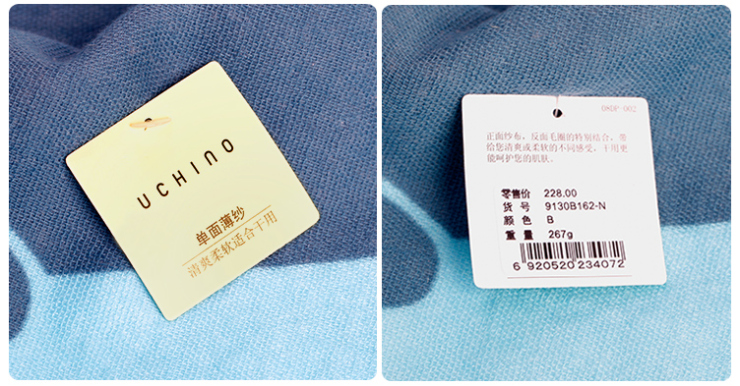 UCHINO
单面薄纱
清爽柔软适合干用
08DP-002
正面纱布，反面毛圈的特别结合，带
给您清爽或柔软的不同感受，干用更
能呵护您的肌肤。
零售价 228.00
货 号 9130B162-N
颜 色 B
重 量 267g
6 920520 234072